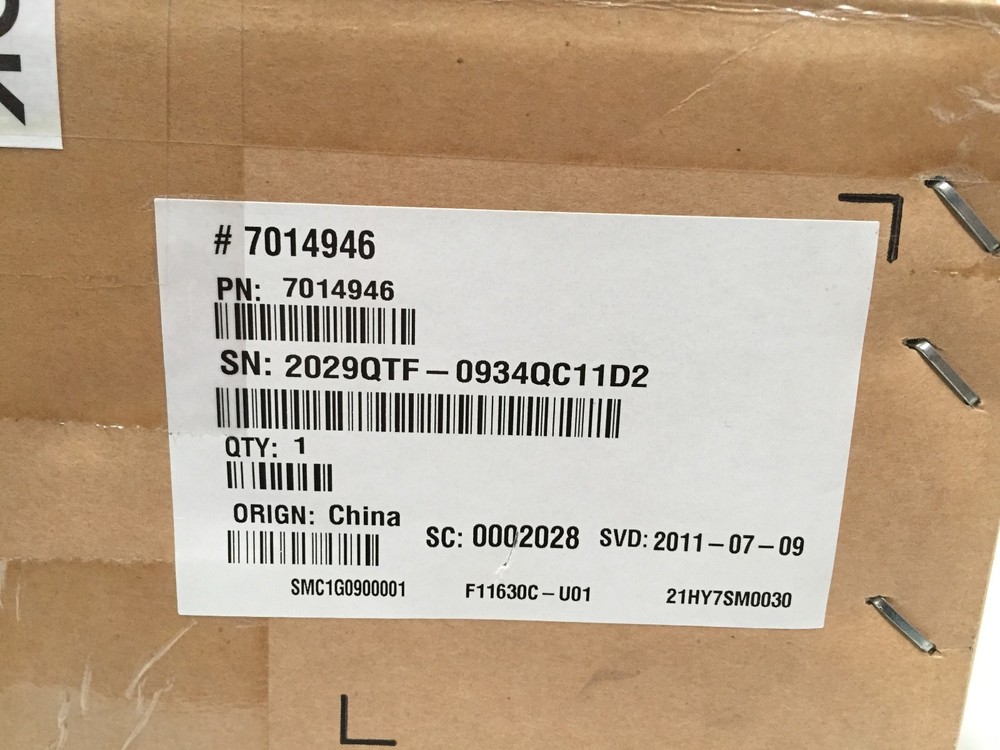 # 7014946
PN: 7014946
SN: 2029QTF-0934QC11D2
QTY: 1
ORIGN: China
SC: 0002028 SVD: 2011-07-09
SMC1G0900001 F11630C-U01 21HY7SM0030